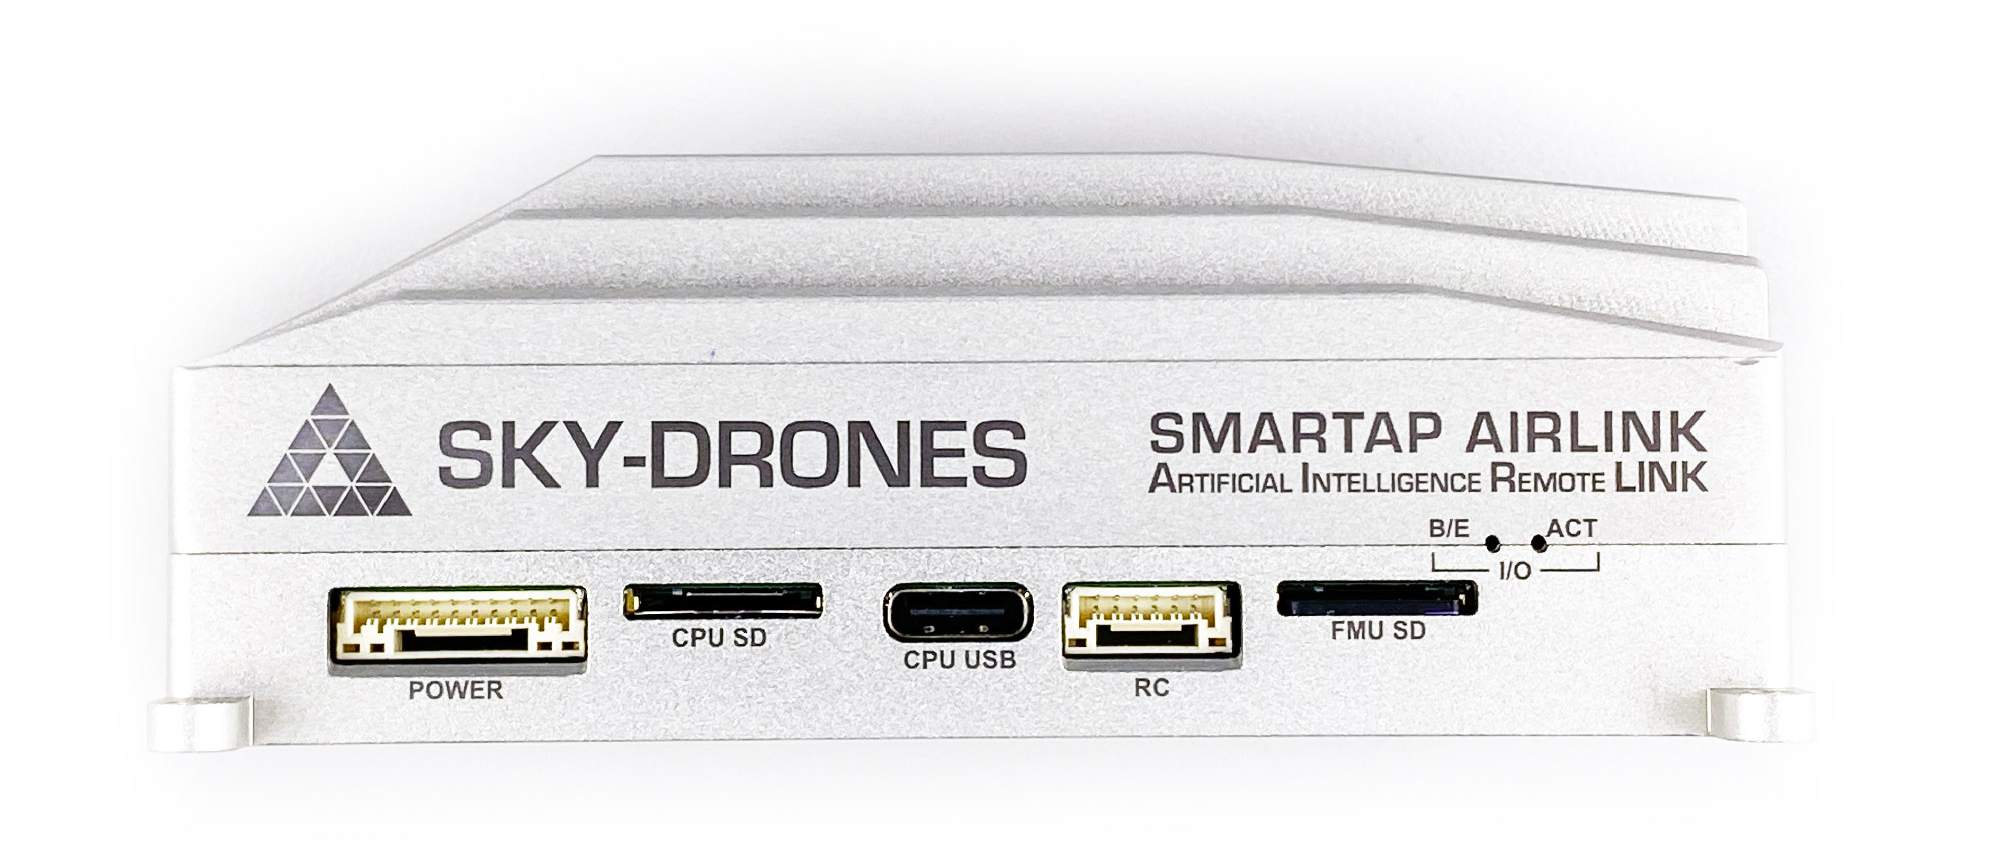 SKY-DRONES
SMARTAP AIRLINK
ARTIFICIAL INTELLIGENCE REMOTE LINK
B/E ACT
I/O
POWER
CPU SD
CPU USB
RC
FMU SD